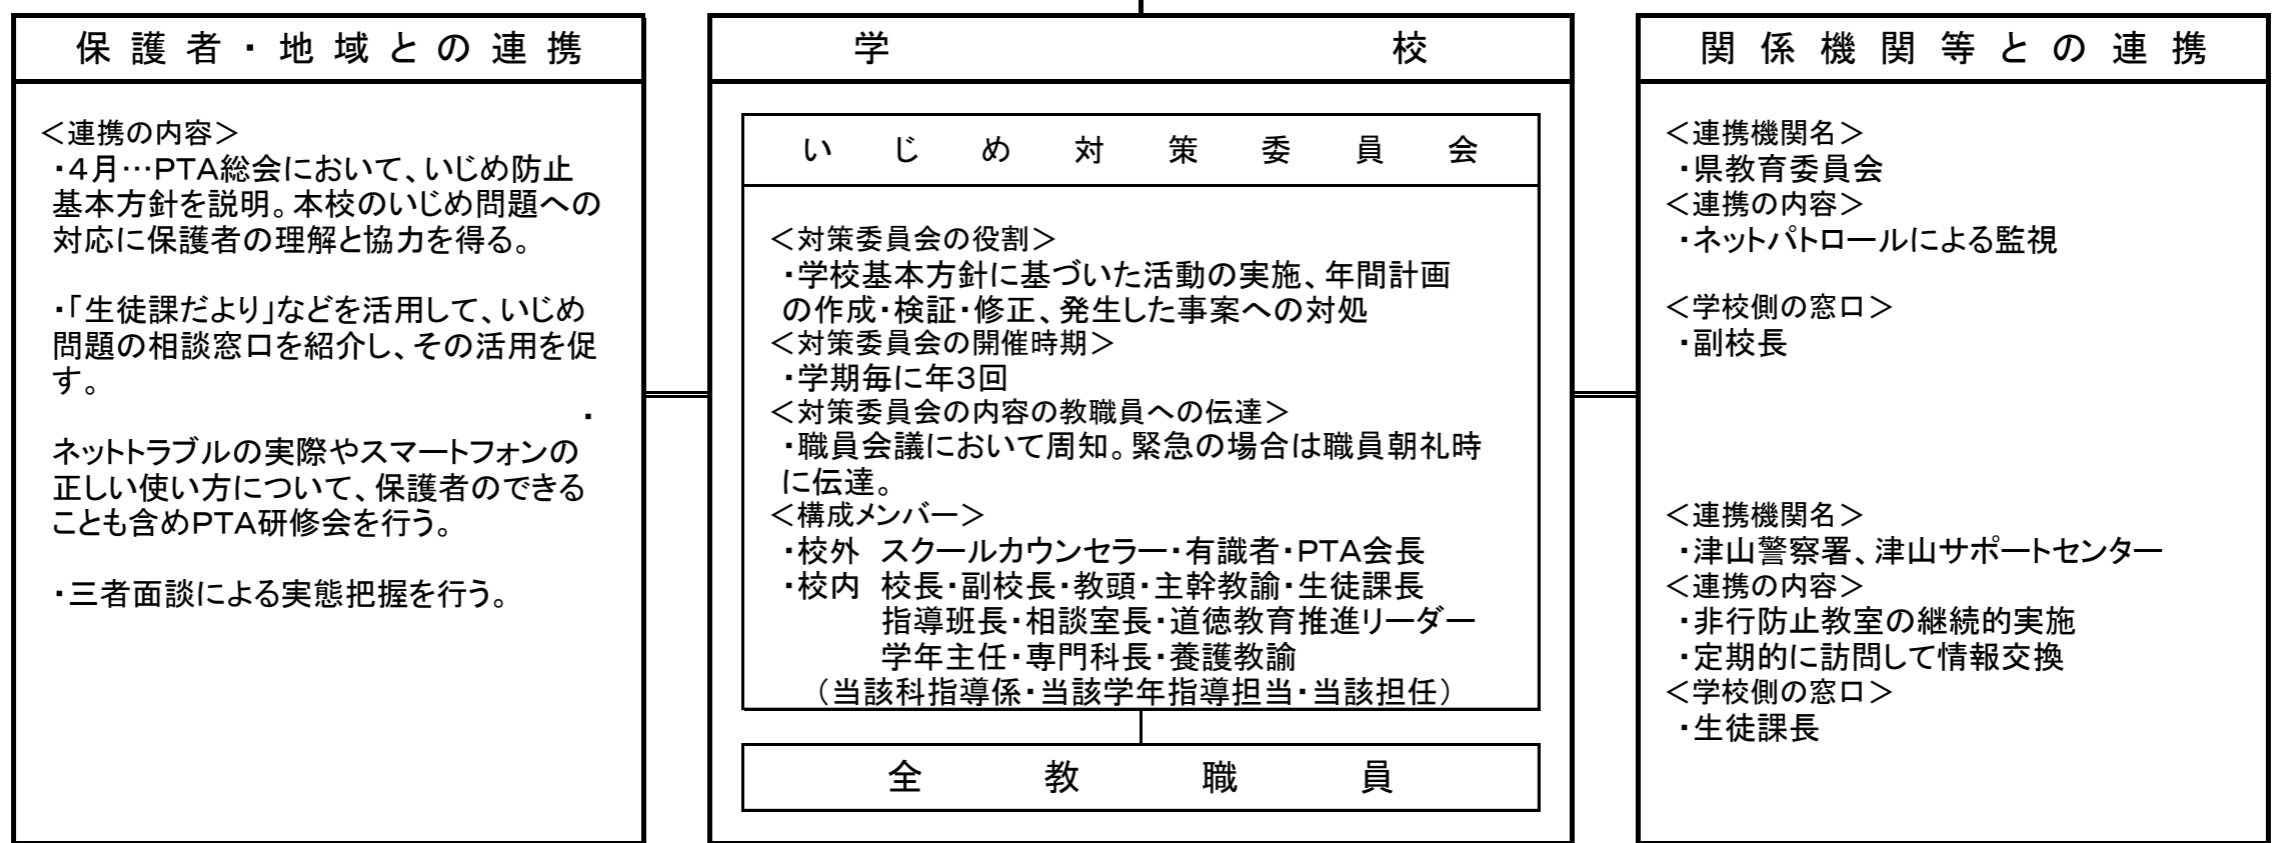 保護者・地域との連携
<連携の内容>
・4月…PTA総会において、いじめ防止
基本方針を説明。本校のいじめ問題への
対応に保護者の理解と協力を得る。
・「生徒課だより」などを活用して、いじめ
問題の相談窓口を紹介し、その活用を促
す。
・
ネットトラブルの実際やスマートフォンの
正しい使い方について、保護者のできる
ことも含めPTA研修会を行う。
・三者面談による実態把握を行う。
学校
いじめ対策委員会
<対策委員会の役割>
・学校基本方針に基づいた活動の実施、年間計画
の作成・検証・修正、発生した事案への対処
<対策委員会の開催時期>
・学期毎に年3回
<対策委員会の内容の教職員への伝達>
・職員会議において周知。緊急の場合は職員朝礼時
に伝達。
<構成メンバー>
・校外 スクールカウンセラー・有識者・PTA会長
・校内 校長・副校長・教頭・主幹教諭・生徒課長
指導班長・相談室長・道徳教育推進リーダー
学年主任・専門科長・養護教諭
(当該科指導係・当該学年指導担当・当該担任)
全教職員
関係機関等との連携
<連携機関名>
・県教育委員会
<連携の内容>
・ネットパトロールによる監視
<学校側の窓口>
・副校長
<連携機関名>
・津山警察署、津山サポートセンター
<連携の内容>
・非行防止教室の継続的実施
・定期的に訪問して情報交換
<学校側の窓口>
・生徒課長